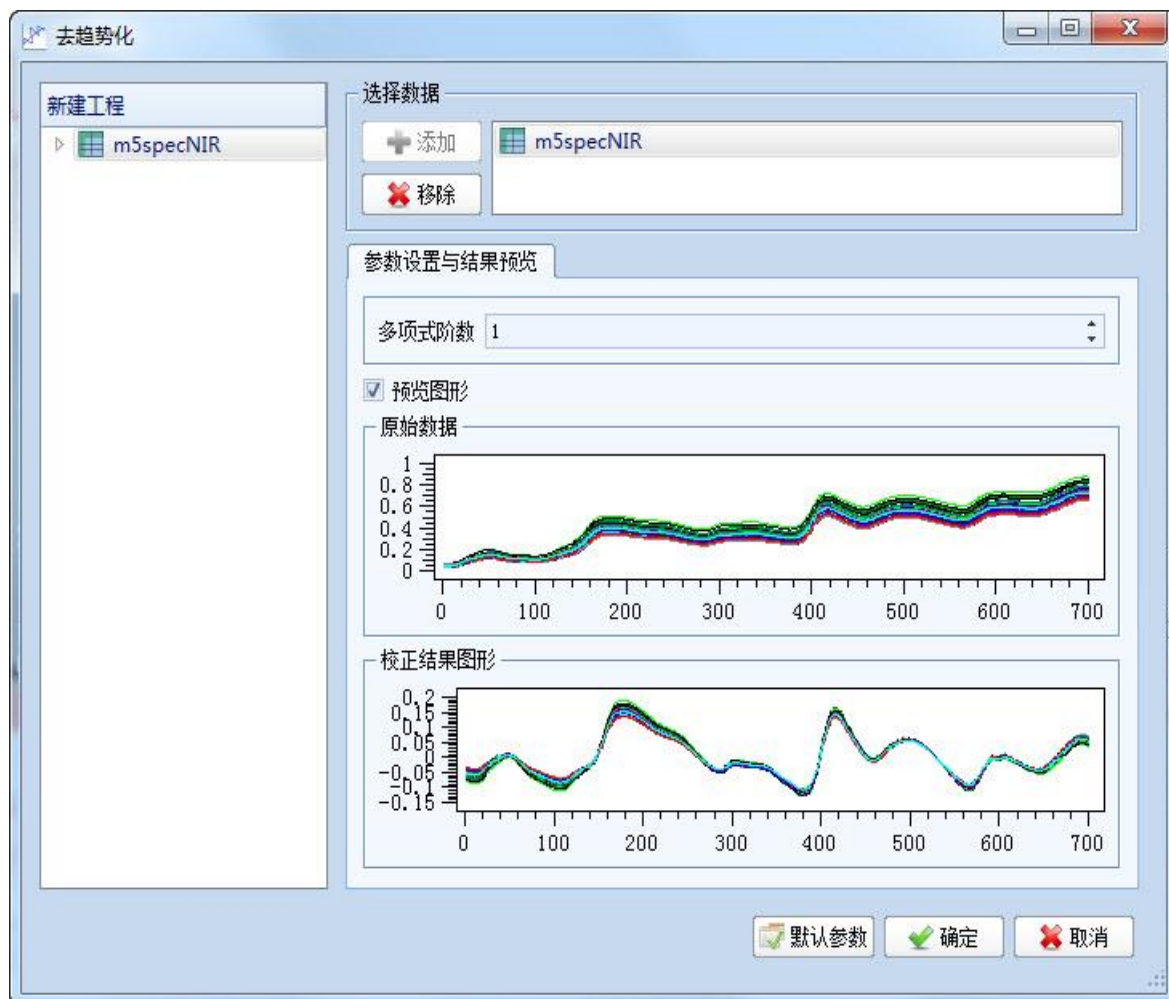 去趋势化
新建工程
m5specNIR
选择数据
添加
m5specNIR
移除
参数设置与结果预览
多项式阶数 1
预览图形
原始数据
1
0.8
0.6
0.4
0.2
0
0 100 200 300 400 500 600 700
校正结果图形
0.2
0.15
0.1
0.05
0
-0.05
-0.1
-0.15
0 100 200 300 400 500 600 700
默认参数 确定 取消